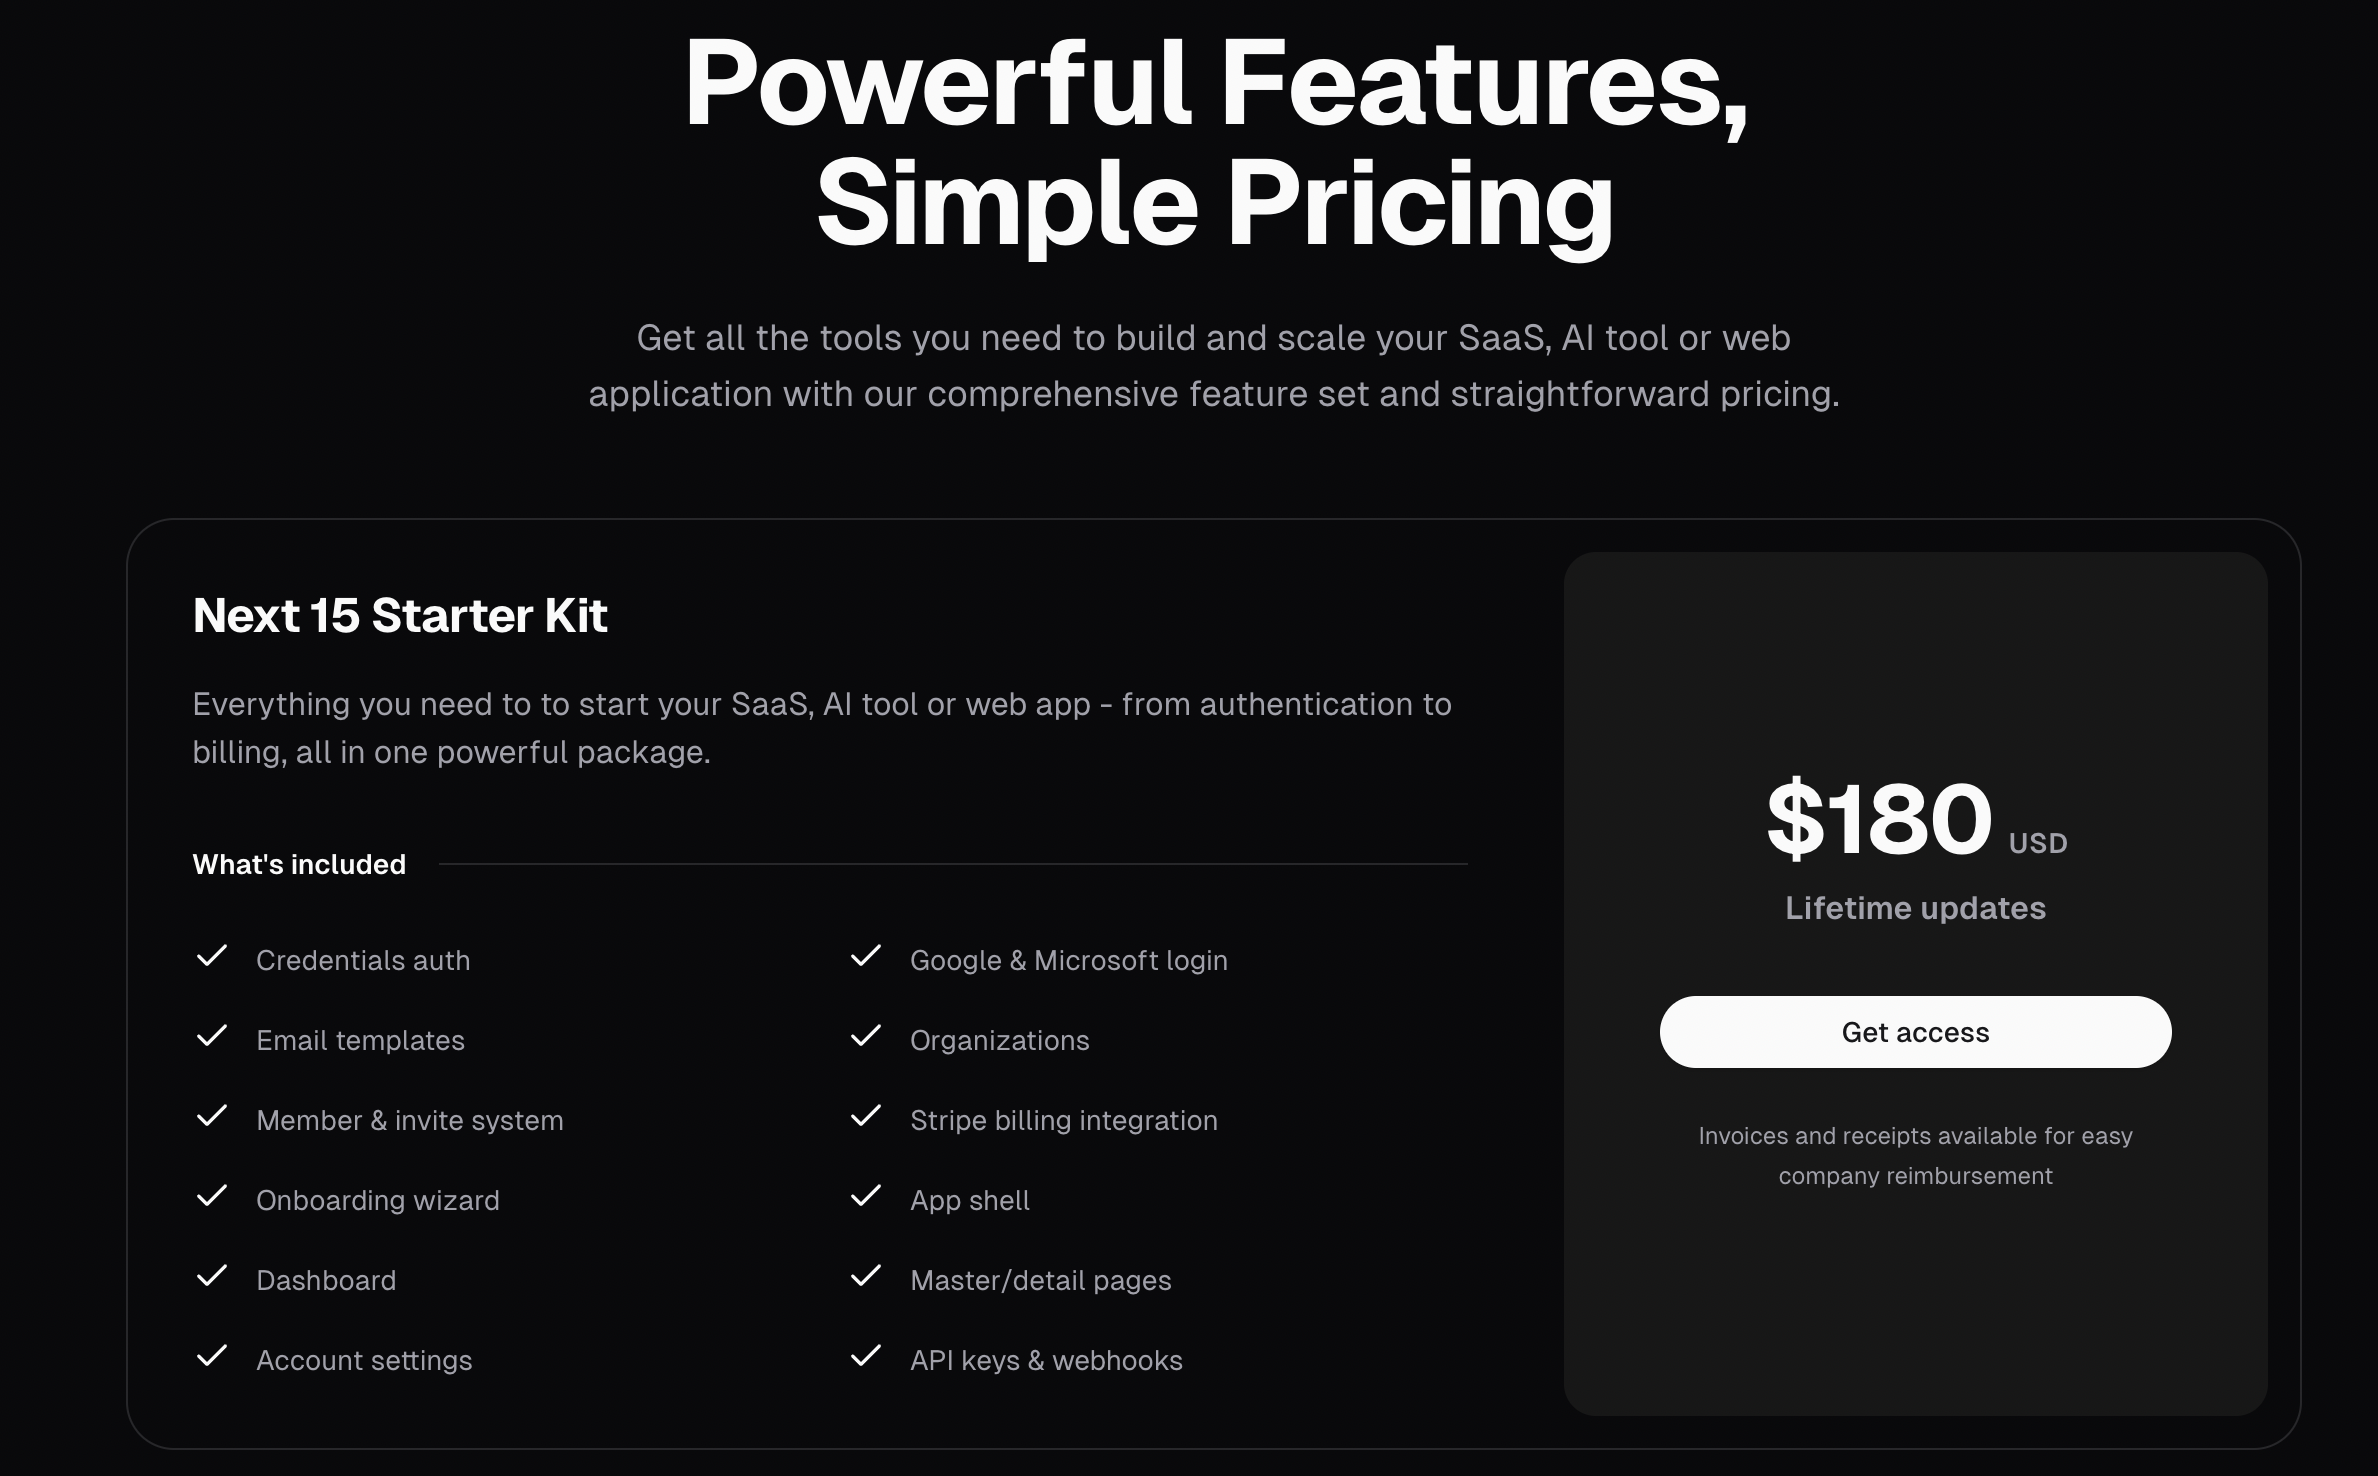 Powerful Features,
Simple Pricing
Get all the tools you need to build and scale your SaaS, AI tool or web
application with our comprehensive feature set and straightforward pricing.
Next 15 Starter Kit
Everything you need to to start your SaaS, AI tool or web app - from authentication to
billing, all in one powerful package.
What's included
Credentials auth
Google & Microsoft login
Email templates
Organizations
Member & invite system
Stripe billing integration
Onboarding wizard
App shell
Dashboard
Master/detail pages
Account settings
API keys & webhooks
$180 USD
Lifetime updates
Get access
Invoices and receipts available for easy
company reimbursement